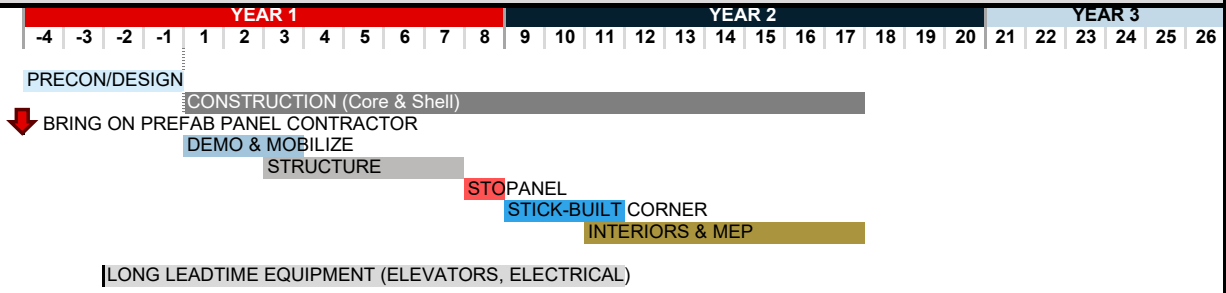 YEAR 1 YEAR 2 YEAR 3
-4 -3 -2 -1 1 2 3 4 5 6 7 8 9 10 11 12 13 14 15 16 17 18 19 20 21 22 23 24 25 26
PRECON/DESIGN
CONSTRUCTION (Core & Shell)
BRING ON PREFAB PANEL CONTRACTOR
DEMO & MOBILIZE
STRUCTURE
STOPANEL
STICK-BUILT CORNER
INTERIORS & MEP
LONG LEADTIME EQUIPMENT (ELEVATORS, ELECTRICAL)